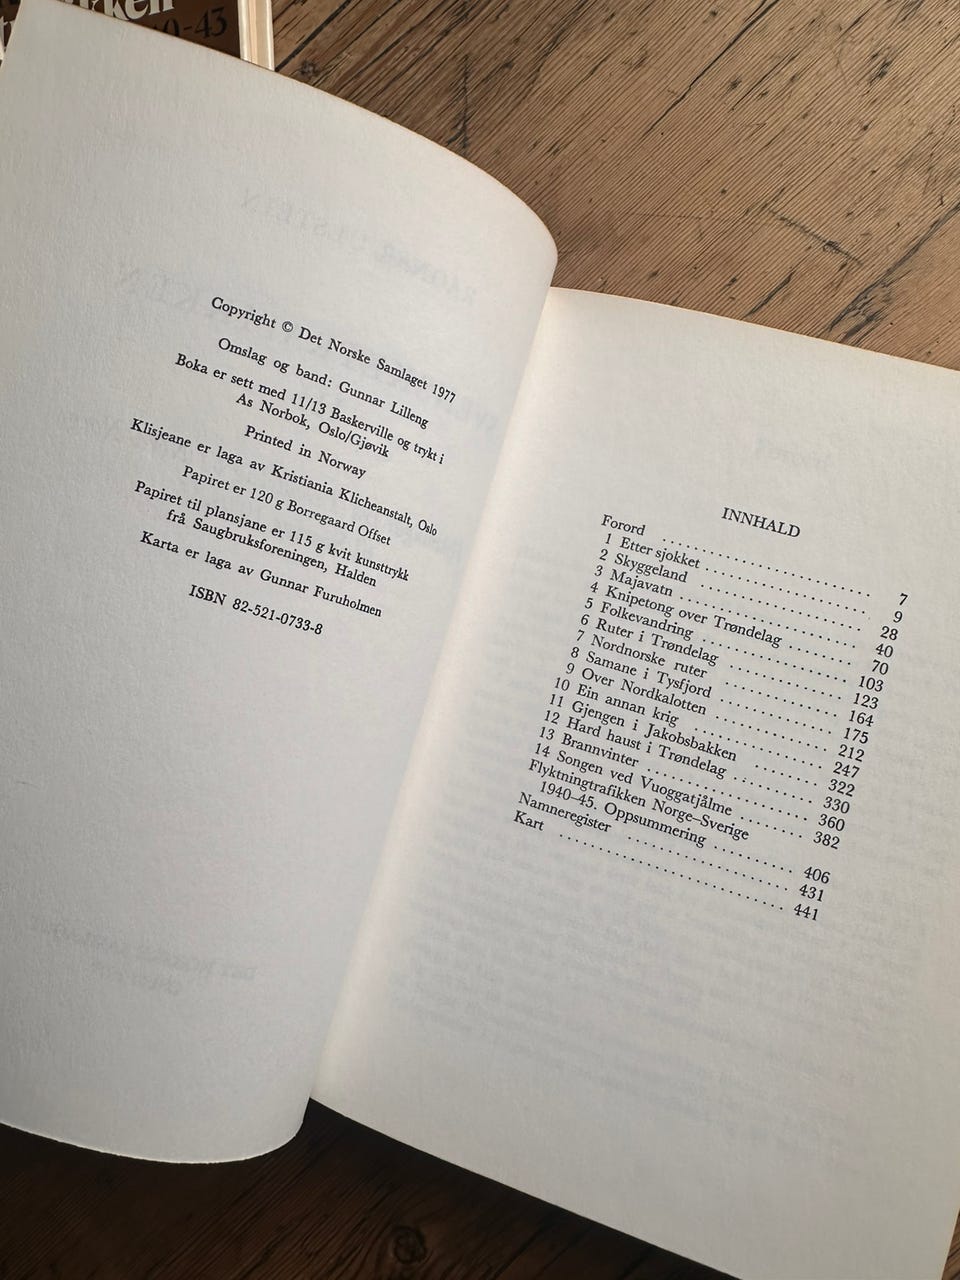 kken
0-43
Copyright © Det Norske Samlaget 1977
Omslag og band: Gunnar Lilleng
Boka er sett med 11/13 Baskerville og trykt i
As Norbok, Oslo/Gjøvik
Printed in Norway
Klisjeane er laga av Kristiania Klicheanstalt, Oslo
Papiret er 120 g Borregaard Offset
Papiret til plansjane er 115 g kvit kunsttrykk
frå Saugbruksforeningen, Halden
Karta er laga av Gunnar Furuholmen
ISBN 82-521-0733-8
INNHALD
Forord 7
1 Etter sjokket 9
2 Skyggeland 28
3 Majavatn 40
4 Knipetong over Trøndelag 70
5 Folkevandring 103
6 Ruter i Trøndelag 123
7 Nordnorske ruter 164
8 Samane i Tysfjord 175
9 Over Nordkalotten 212
10 Ein annan krig 247
11 Gjengen i Jakobsbakken 322
12 Hard haust i Trøndelag 330
13 Brannvinter 360
14 Songen ved Vuoggatjålme 382
Flyktningtrafikken Norge–Sverige
1940–45. Oppsummering 406
Namneregister 431
Kart 441